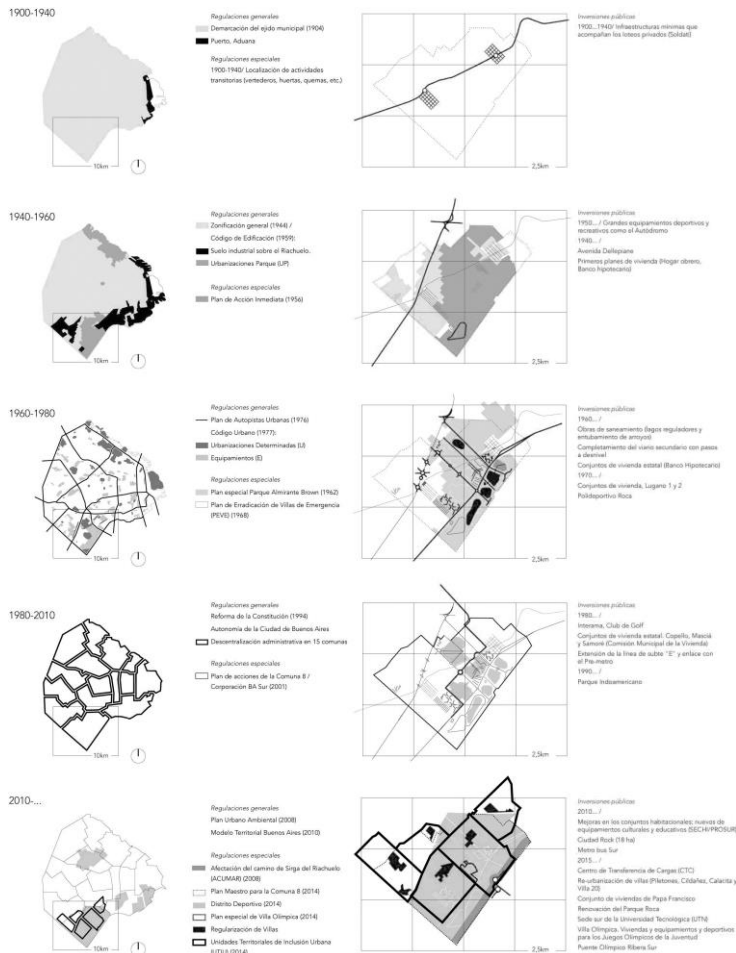 1900-1940
Regulaciones generales
Demarcación del ejido municipal (1904)
Puerto, Aduana
Regulaciones especiales
1900-1940/ Localización de actividades
transitorias (vertederos, huertas, quemas, etc.)
10km
2,5km
Inversiones públicas
1900...1940/ Infraestructuras mínimas que
acompañan los loteos privados (Soldati)
1940-1960
Regulaciones generales
Zonificación general (1944) /
Código de Edificación (1959):
Suelo industrial sobre el Riachuelo.
Urbanizaciones Parque (UP)
Regulaciones especiales
Plan de Acción Inmediata (1956)
10km
2,5km
Inversiones públicas
1950... / Grandes equipamientos deportivos y
recreativos como el Autódromo
1940... /
Avenida Dellepiane
Primeros planes de vivienda (Hogar obrero,
Banco hipotecario)
1960-1980
Regulaciones generales
Plan de Autopistas Urbanas (1976)
Código Urbano (1977):
Urbanizaciones Determinadas (U)
Equipamientos (E)
Regulaciones especiales
Plan especial Parque Almirante Brown (1962)
Plan de Erradicación de Villas de Emergencia
(PEVE) (1968)
10km
2,5km
Inversiones públicas
1960... /
Obras de saneamiento (lagos reguladores y
entubamiento de arroyos)
Completamiento del viario secundario con pasos
a desnivel
Conjuntos de vivienda estatal (Banco Hipotecario)
1970... /
Conjuntos de vivienda, Lugano 1 y 2
Polideportivo Roca
1980-2010
Regulaciones generales
Reforma de la Constitución (1994)
Autonomía de la Ciudad de Buenos Aires
Descentralización administrativa en 15 comunas
Regulaciones especiales
Plan de acciones de la Comuna 8 /
Corporación BA Sur (2001)
10km
2,5km
Inversiones públicas
1980... /
Interama, Club de Golf
Conjuntos de vivienda estatal. Copello, Masciá
y Samoré (Comisión Municipal de la Vivienda)
Extensión de la línea de subte "E" y enlace con
el Pre-metro
1990... /
Parque Indoamericano
2010-...
Regulaciones generales
Plan Urbano Ambiental (2008)
Modelo Territorial Buenos Aires (2010)
Regulaciones especiales
Afectación del camino de Sirga del Riachuelo
(ACUMAR) (2008)
Plan Maestro para la Comuna 8 (2014)
Distrito Deportivo (2014)
Plan especial de Villa Olímpica (2014)
Regularización de Villas
Unidades Territoriales de Inclusión Urbana
(UTIU) (2014)
10km
2,5km
Inversiones públicas
2010... /
Mejoras en los conjuntos habitacionales; nuevos de
equipamientos culturales y educativos (SECHI/PROSUR)
Ciudad Rock (18 ha)
Metro bus Sur
2015... /
Centro de Transferencia de Cargas (CTC)
Re-urbanización de villas (Piletones, Cildáñez, Calacita y
Villa 20)
Conjunto de viviendas de Papa Francisco
Renovación del Parque Roca
Sede sur de la Universidad Tecnológica (UTN)
Villa Olímpica. Viviendas y equipamientos y deportivos
para los Juegos Olímpicos de la Juventud
Puente Olímpico Ribera Sur